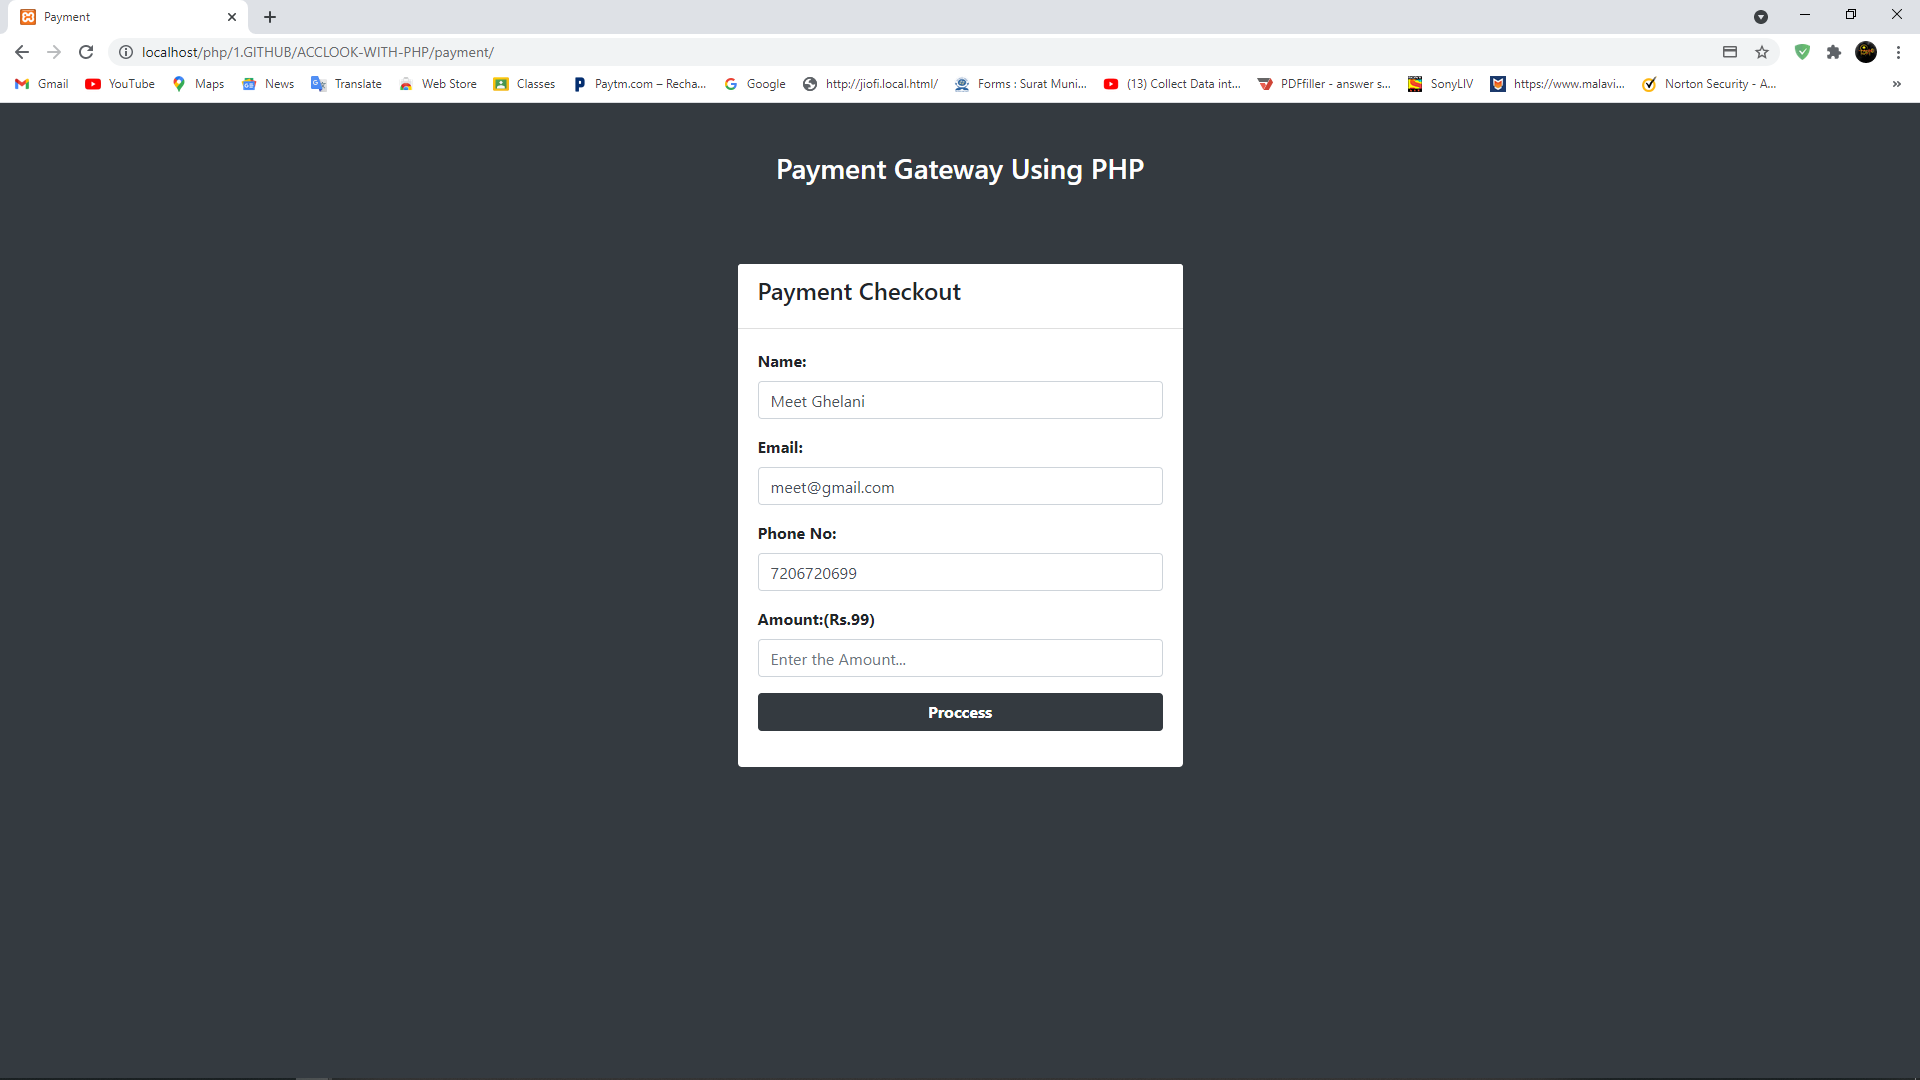 Payment
localhost/php/1.GITHUB/ACCLOOK-WITH-PHP/payment/
Gmail YouTube Maps News Translate Web Store Classes Paytm.com – Recha... Google http://jiofi.local.html/ Forms : Surat Muni... (13) Collect Data int... PDFfiller - answer s... SonyLIV https://www.malavi... Norton Security - A... »
Payment Gateway Using PHP
Payment Checkout
Name:
Meet Ghelani
Email:
meet@gmail.com
Phone No:
7206720699
Amount:(Rs.99)
Enter the Amount...
Proccess